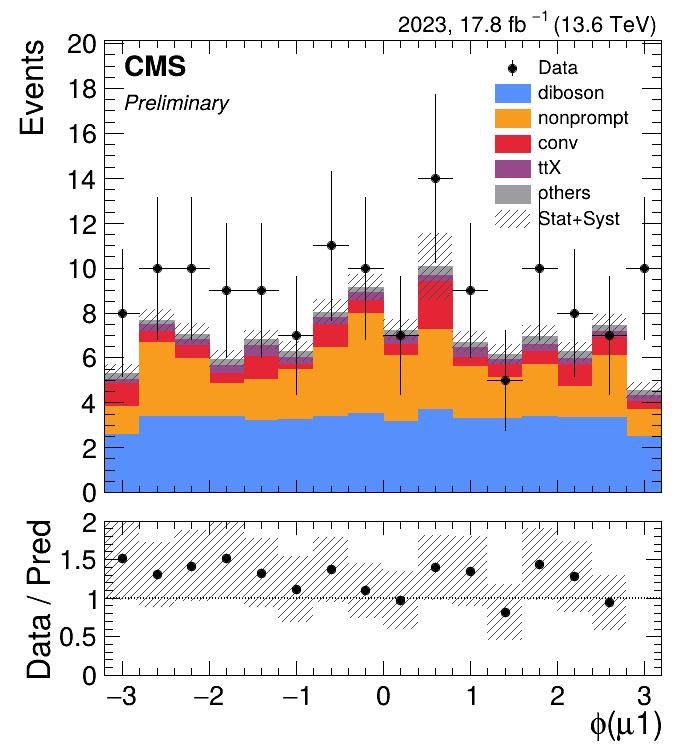 2023, 17.8 fb⁻¹ (13.6 TeV)
CMS
Preliminary
Events
20
18
16
14
12
10
8
6
4
2
0
Data
diboson
nonprompt
conv
ttX
others
Stat+Syst
Data / Pred
2
1.5
1
0.5
0
−3
−2
−1
0
1
2
3
ϕ(μ1)